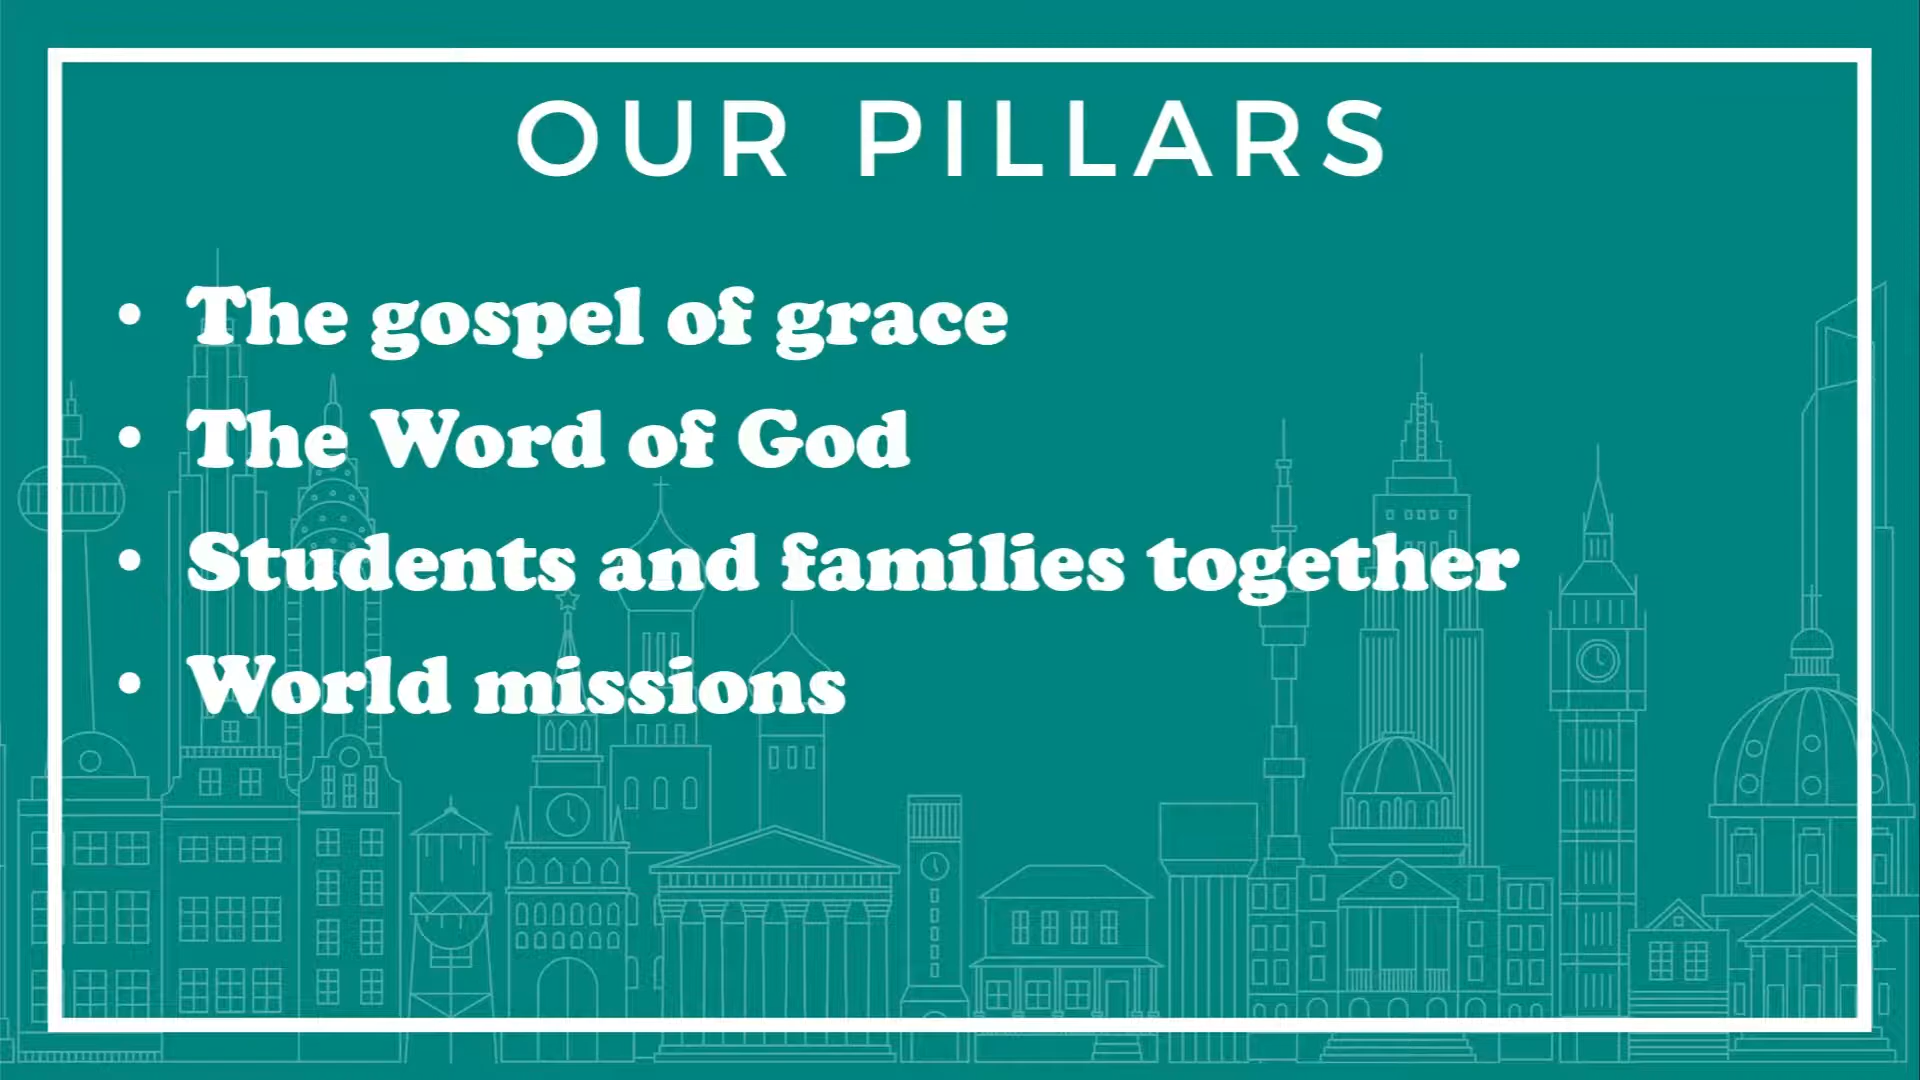 OUR PILLARS
• The gospel of grace
• The Word of God
• Students and families together
• World missions